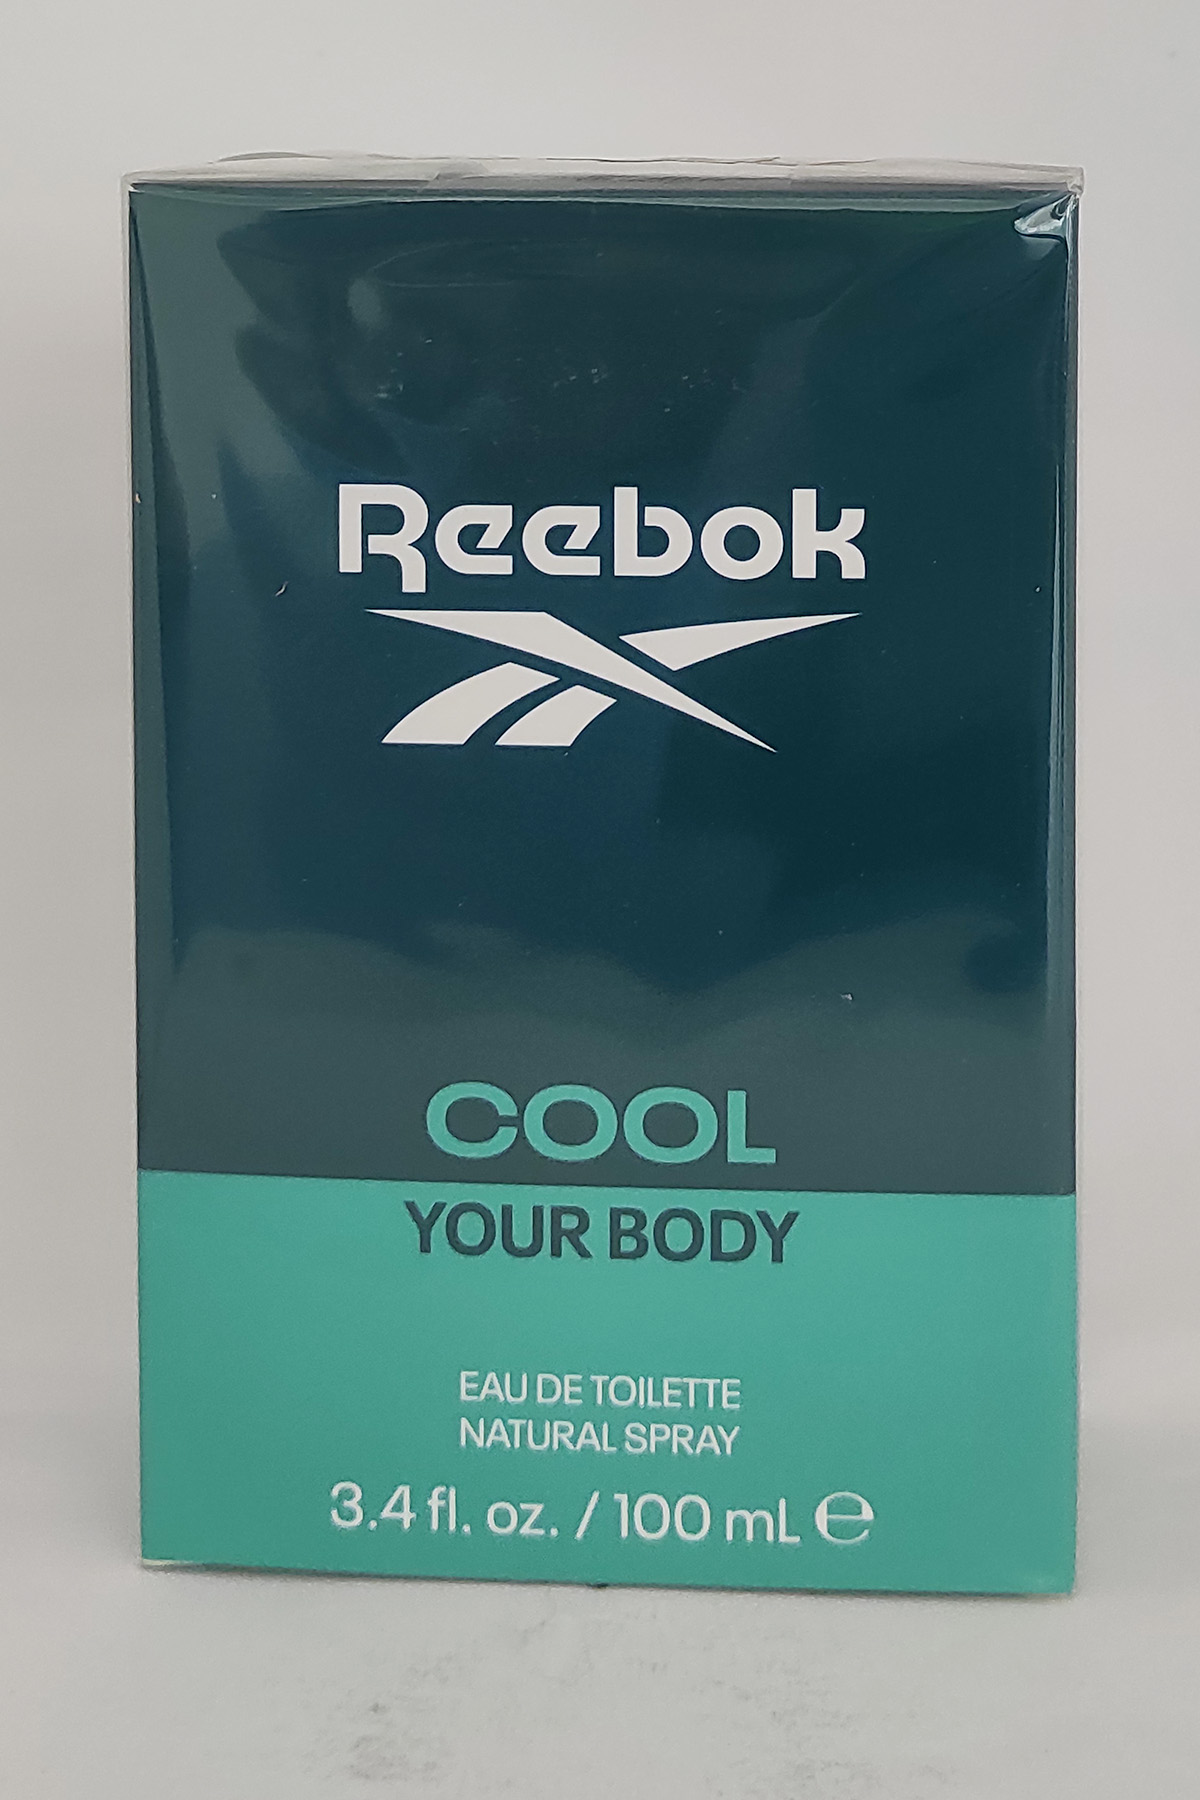 Reebok
COOL
YOUR BODY
EAU DE TOILETTE
NATURAL SPRAY
3.4 fl. oz. / 100 mL ℮